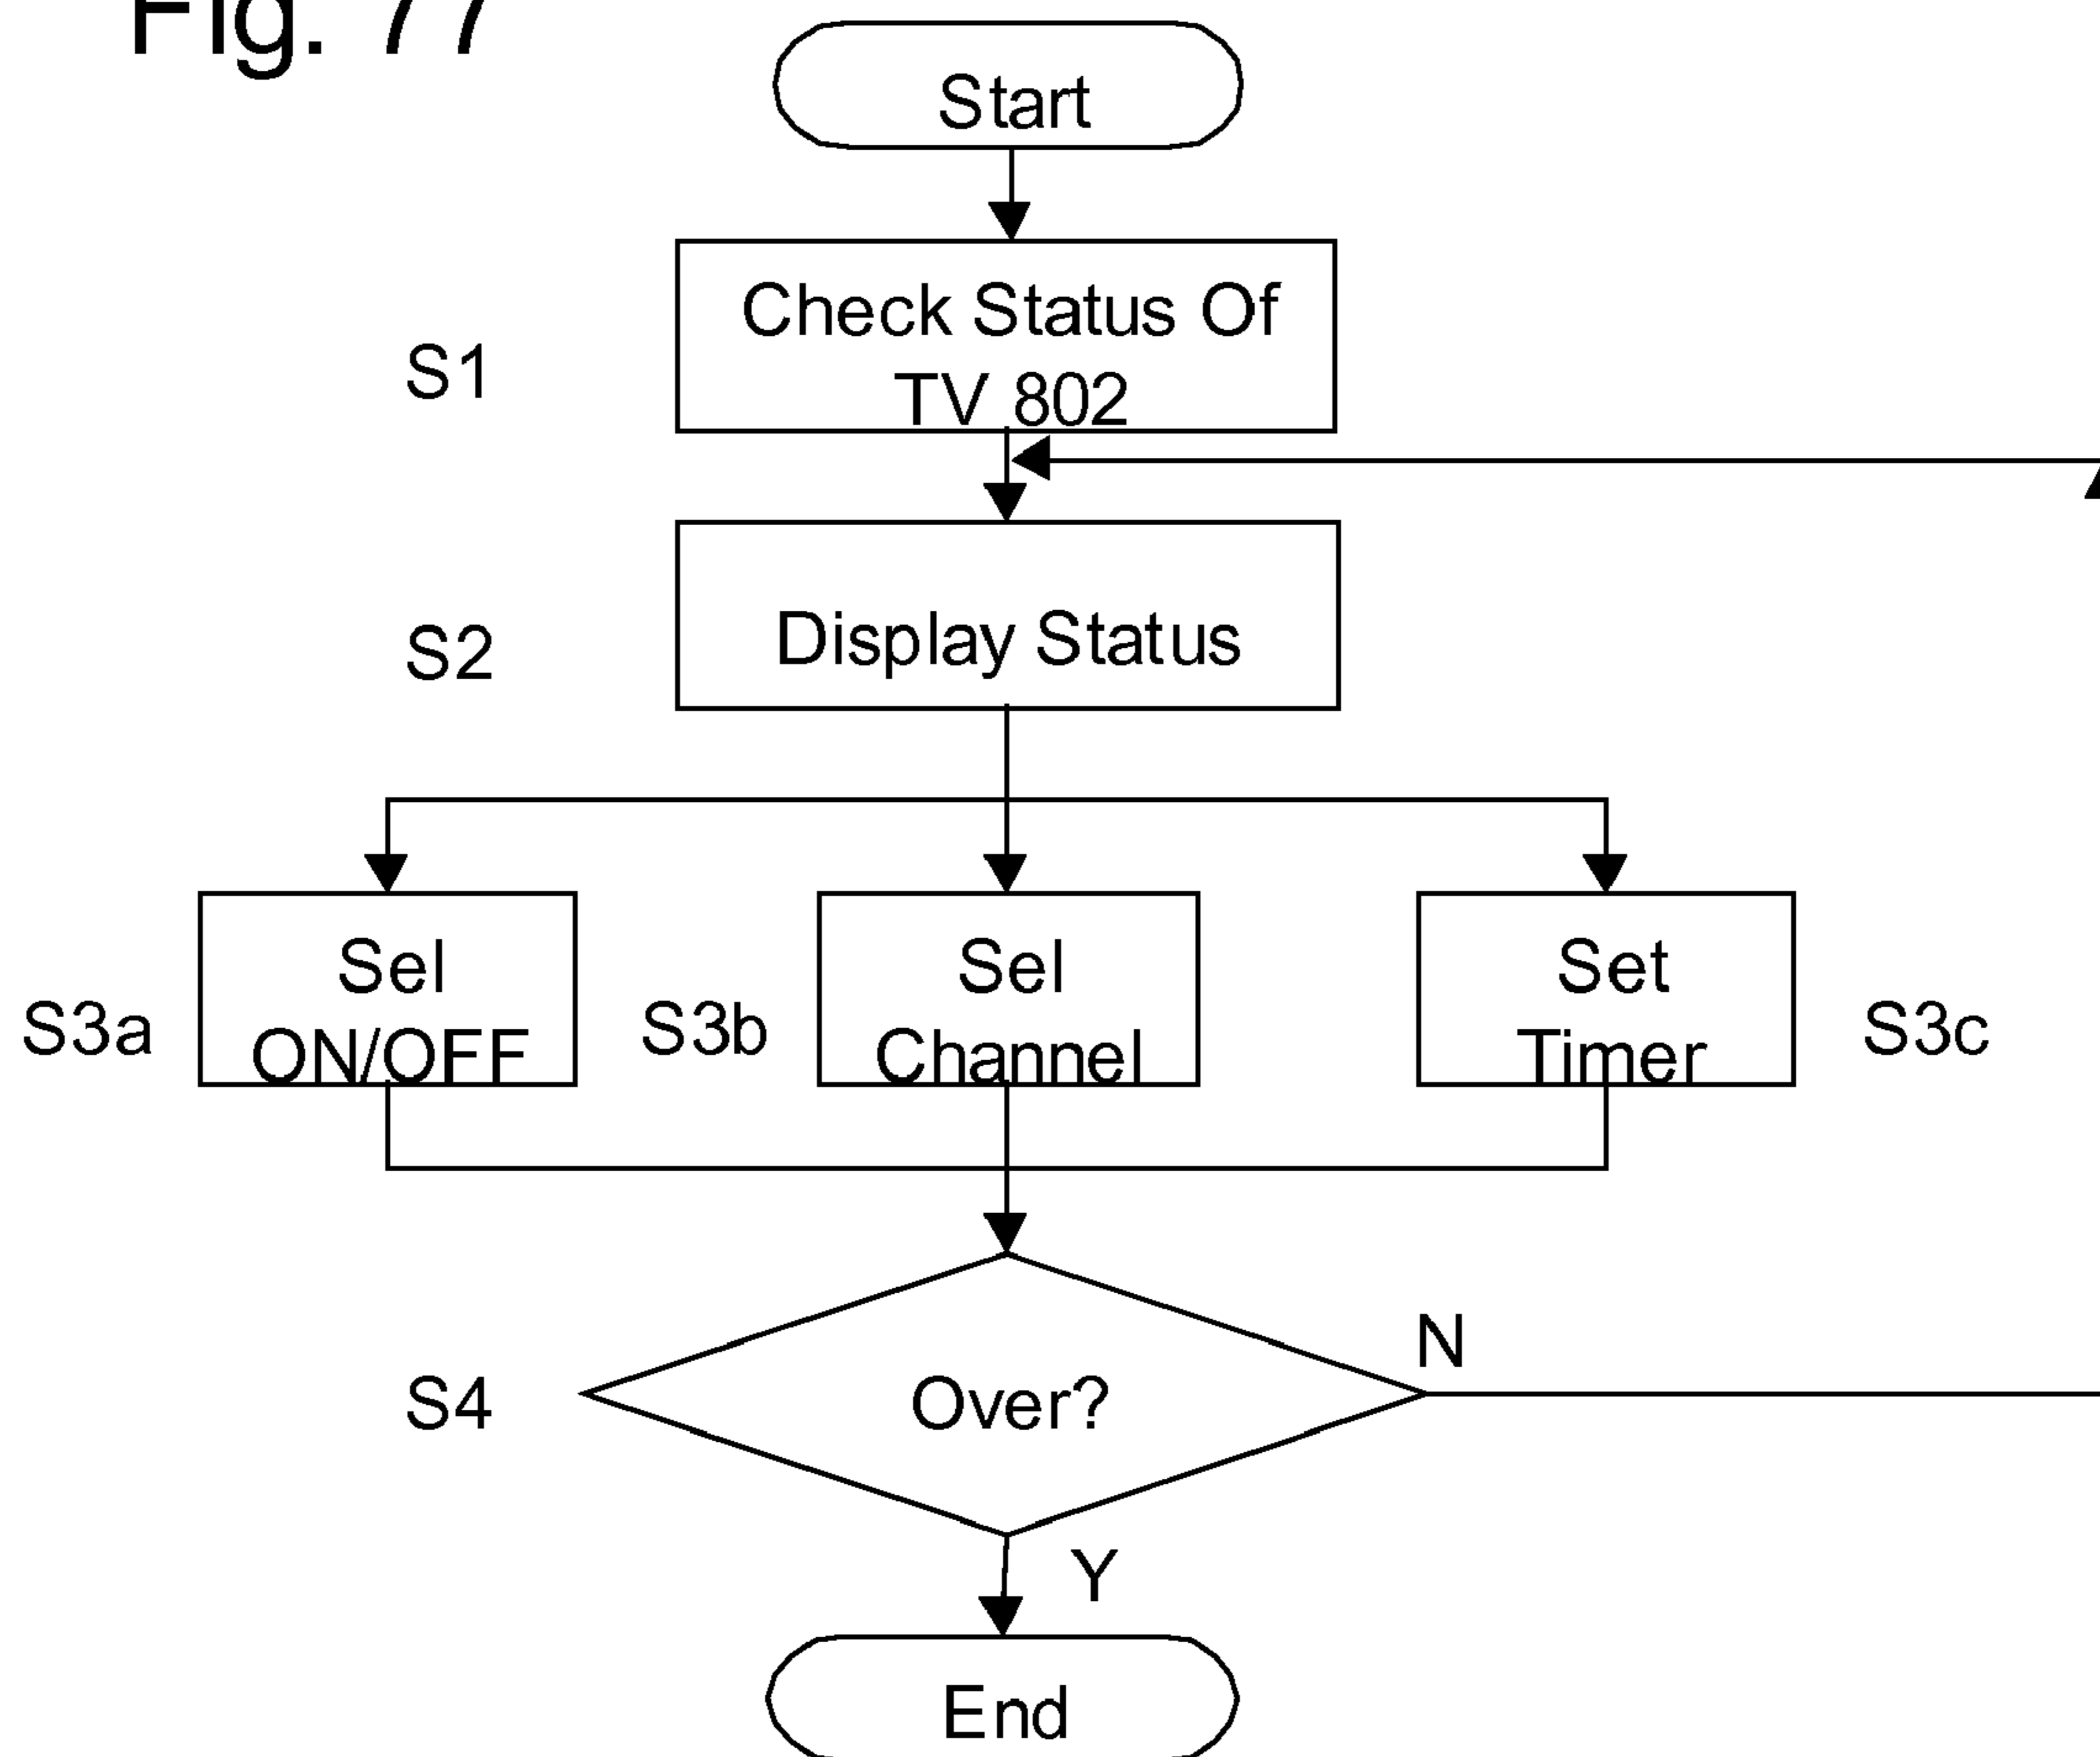 Fig. 77
Start
Check Status Of
TV 802
S1
Display Status
S2
Sel
ON/OFF
S3a
Sel
Channel
S3b
Set
Timer
S3c
N
Over?
S4
Y
End